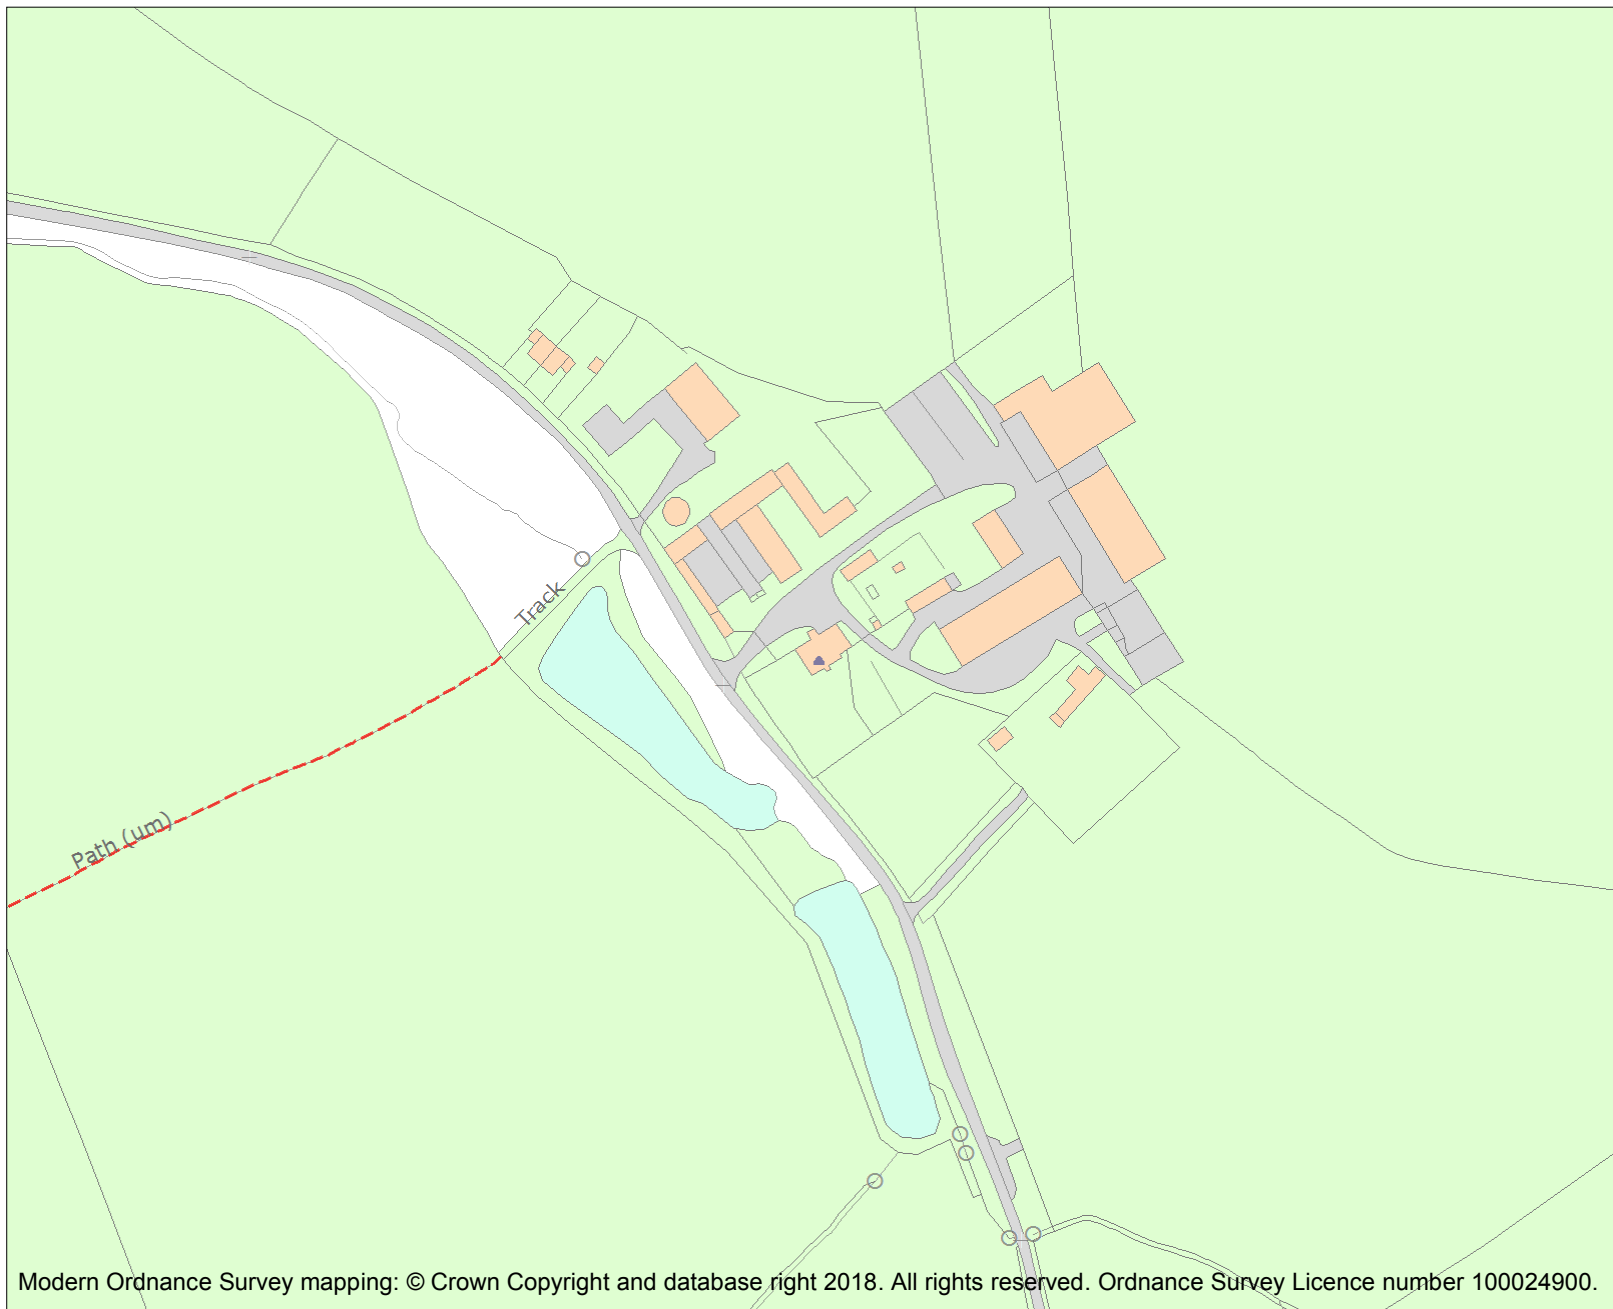 Track
Path (um)
Modern Ordnance Survey mapping: © Crown Copyright and database right 2018. All rights reserved. Ordnance Survey Licence number 100024900.